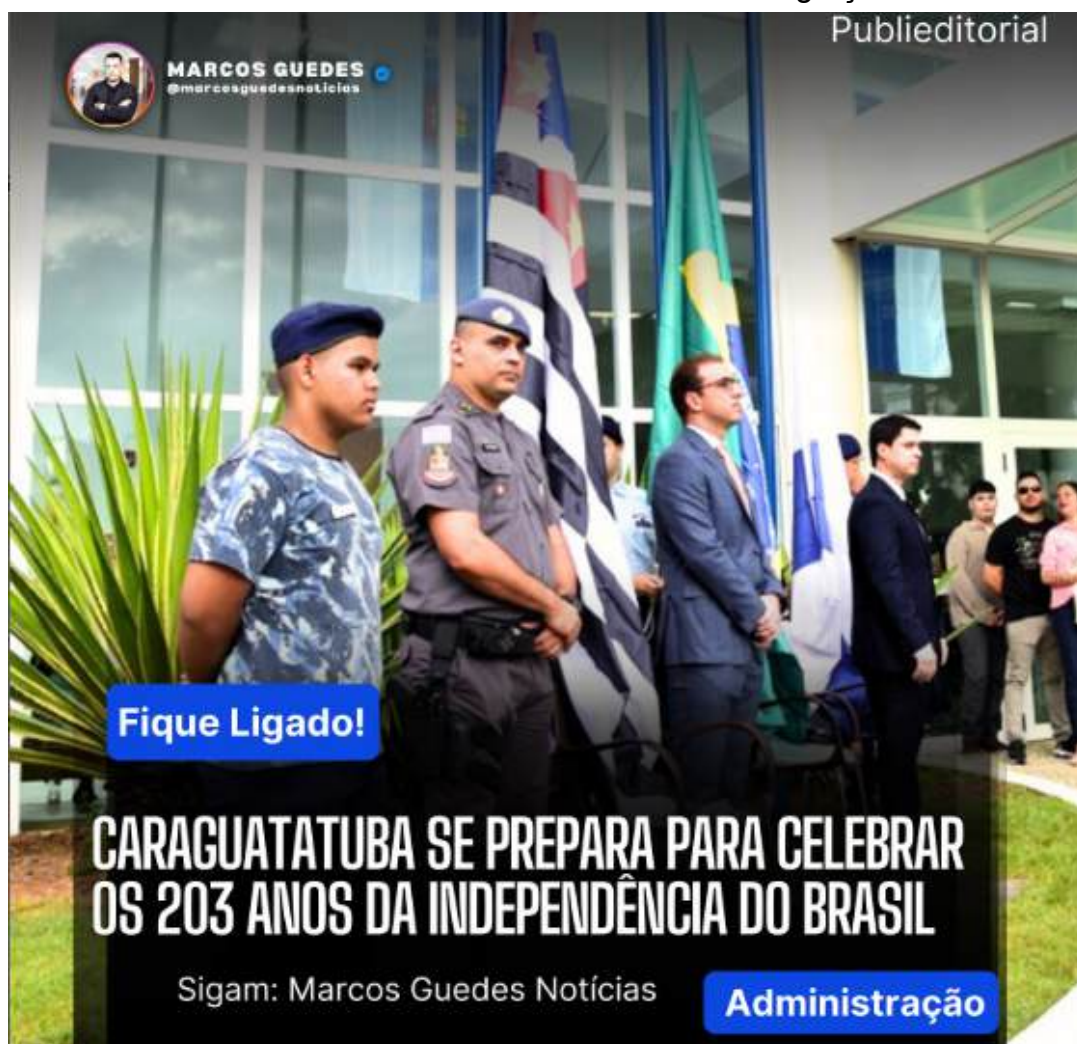 Publieditorial
MARCOS GUEDES
@marcosguedesnoticias
Fique Ligado!
CARAGUATATUBA SE PREPARA PARA CELEBRAR
OS 203 ANOS DA INDEPENDÊNCIA DO BRASIL
Sigam: Marcos Guedes Notícias
Administração